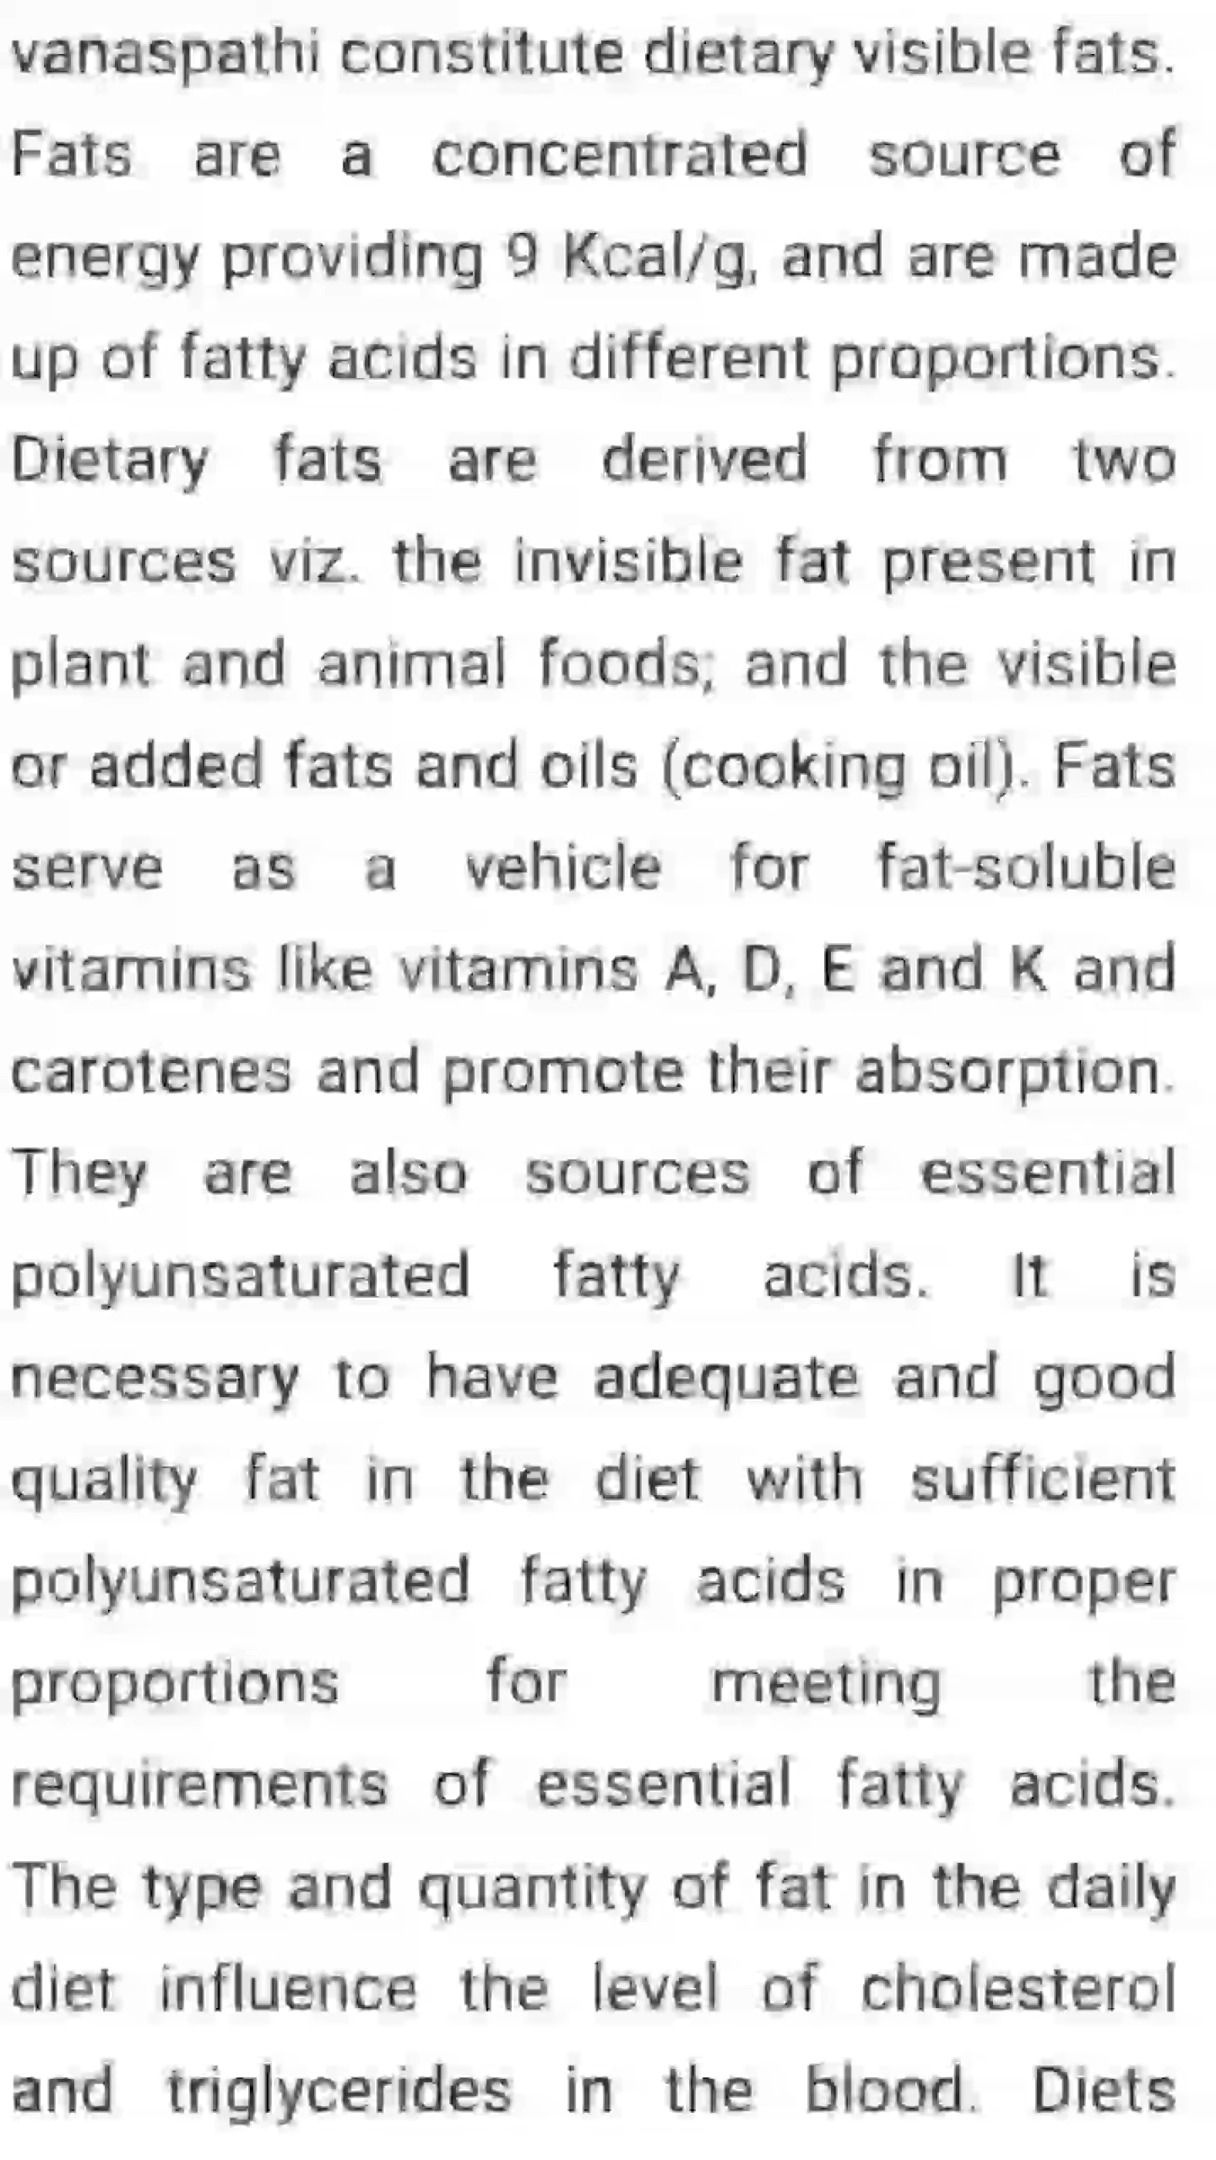 vanaspathi constitute dietary visible fats.
Fats are a concentrated source of
energy providing 9 Kcal/g, and are made
up of fatty acids in different proportions.
Dietary fats are derived from two
sources viz. the invisible fat present in
plant and animal foods; and the visible
or added fats and oils (cooking oil). Fats
serve as a vehicle for fat-soluble
vitamins like vitamins A, D, E and K and
carotenes and promote their absorption.
They are also sources of essential
polyunsaturated fatty acids. It is
necessary to have adequate and good
quality fat in the diet with sufficient
polyunsaturated fatty acids in proper
proportions for meeting the
requirements of essential fatty acids.
The type and quantity of fat in the daily
diet influence the level of cholesterol
and triglycerides in the blood. Diets